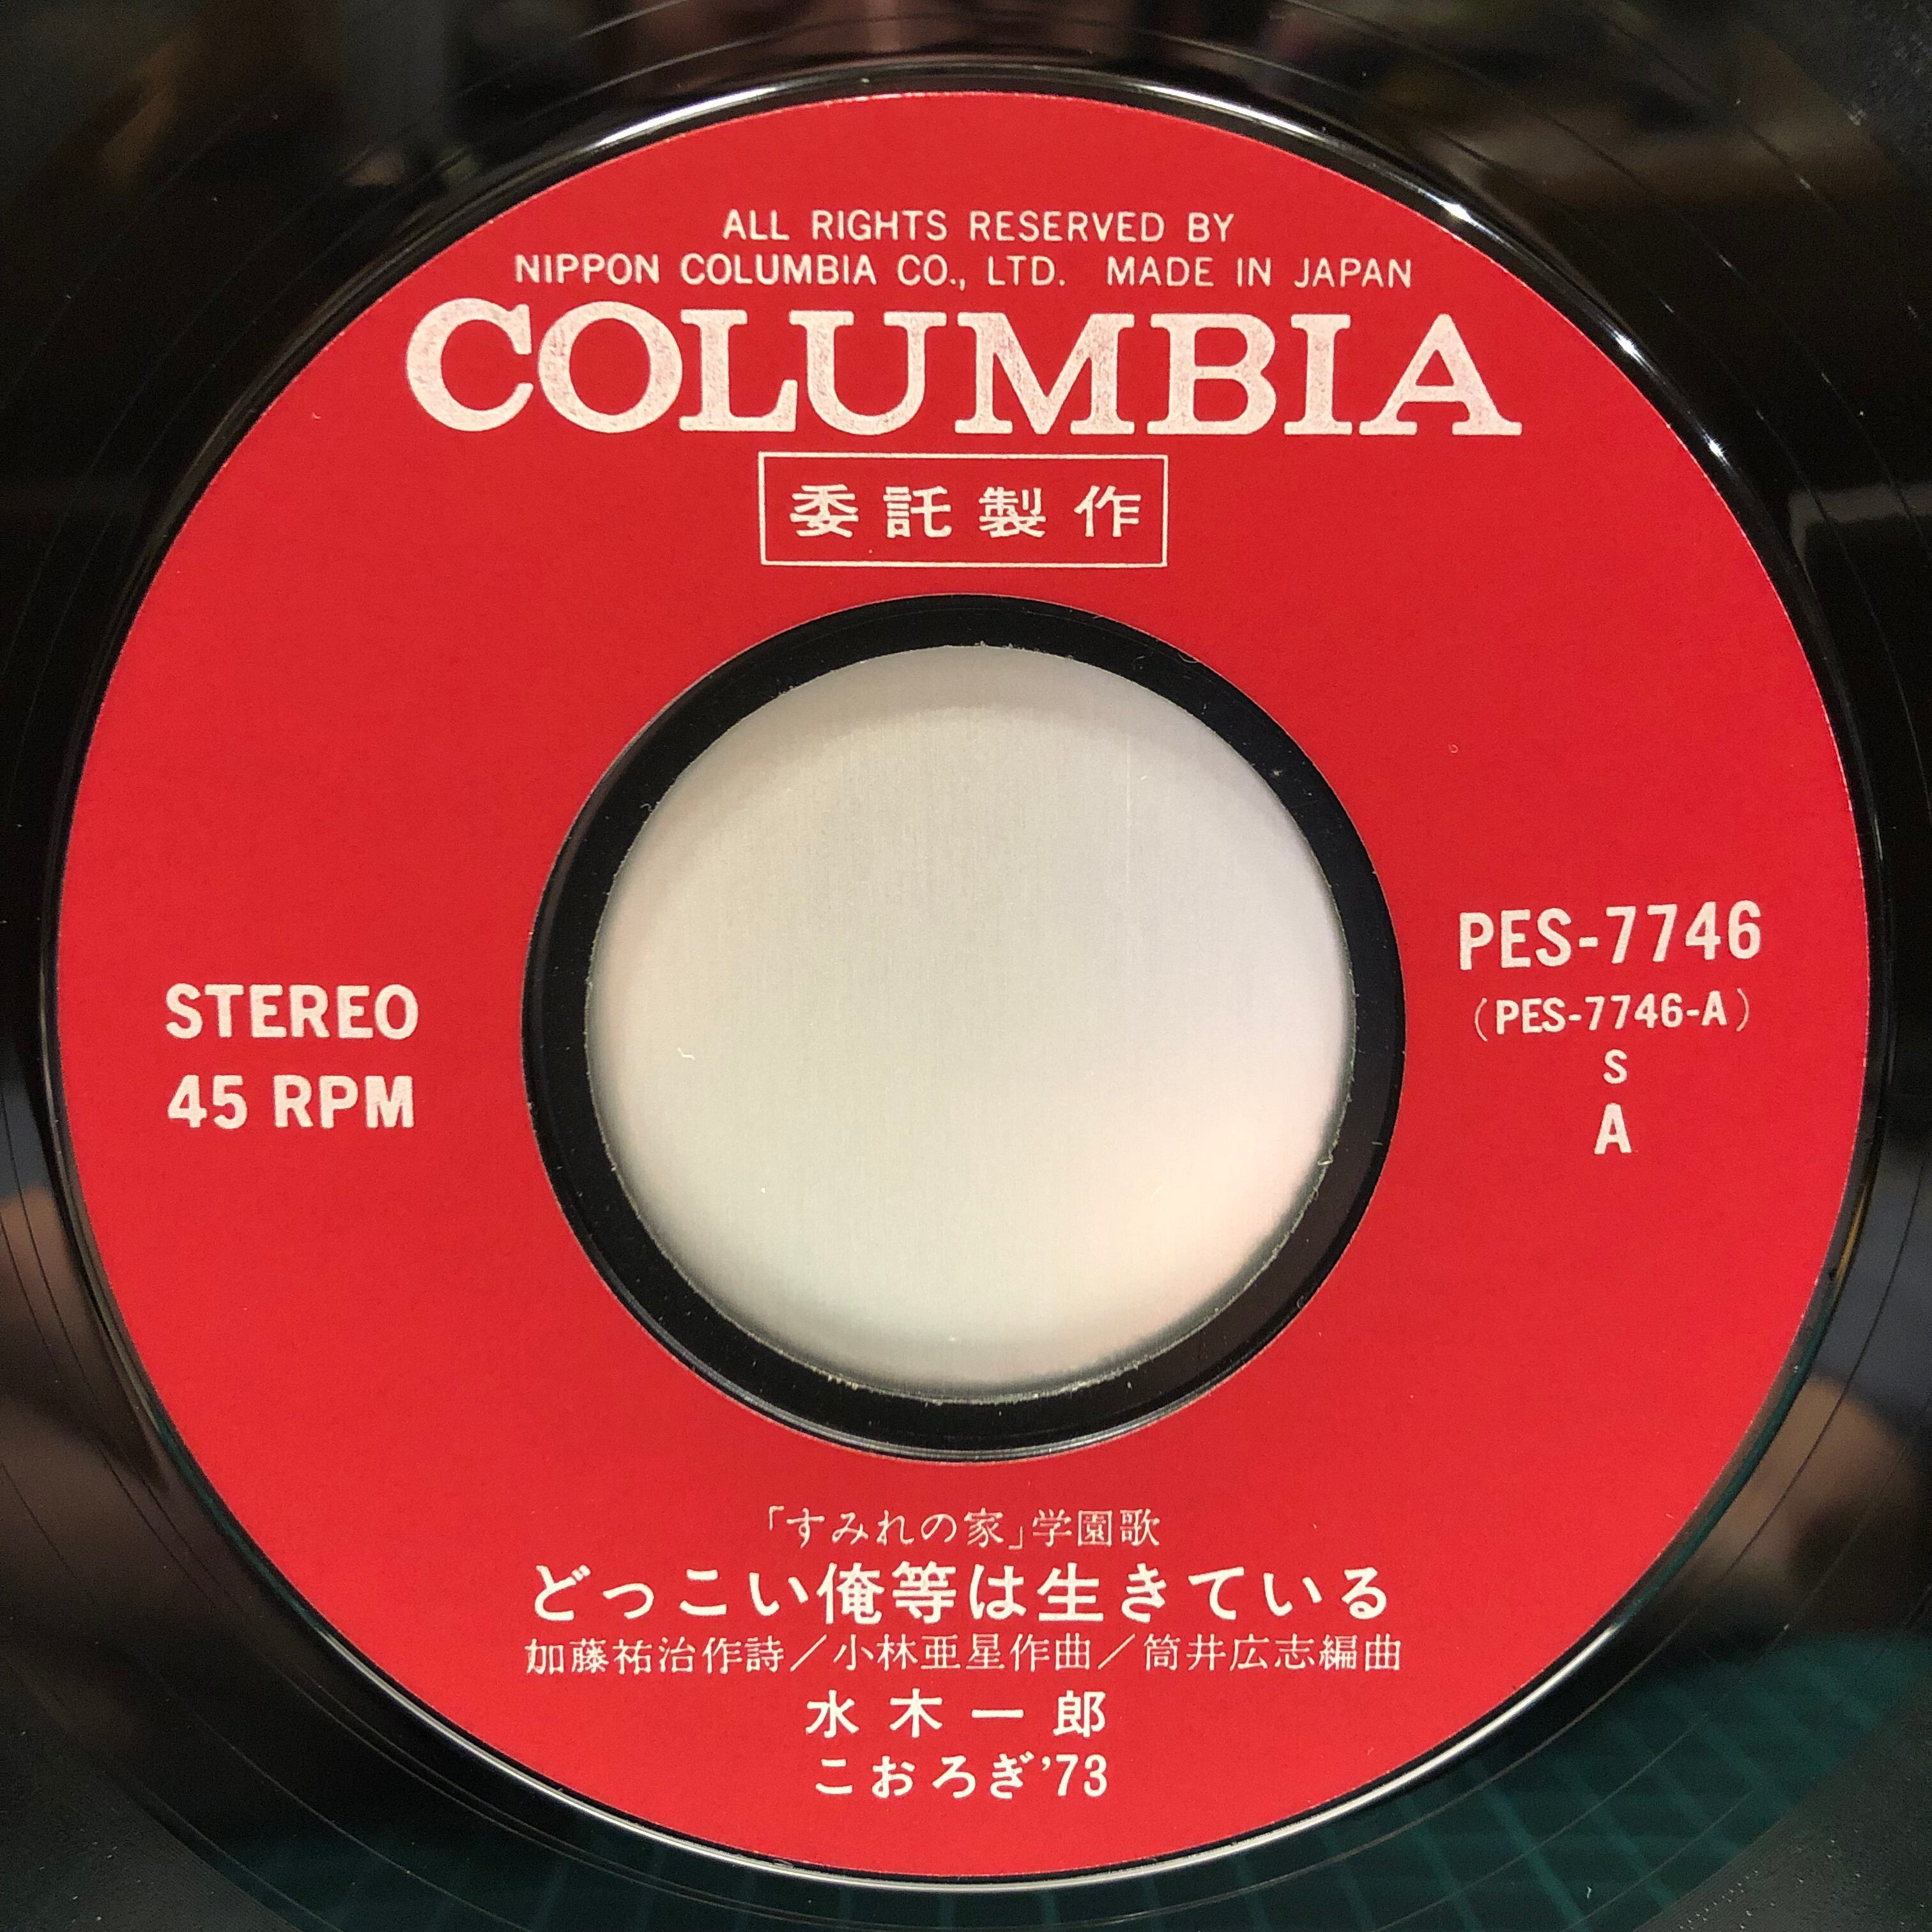 ALL RIGHTS RESERVED BY
NIPPON COLUMBIA CO., LTD. MADE IN JAPAN
COLUMBIA
委託製作
STEREO
45 RPM
PES-7746
(PES-7746-A)
S
A
「すみれの家」学園歌
どっこい俺等は生きている
加藤祐治作詩／小林亜星作曲／筒井広志編曲
水木一郎
こおろぎ'73